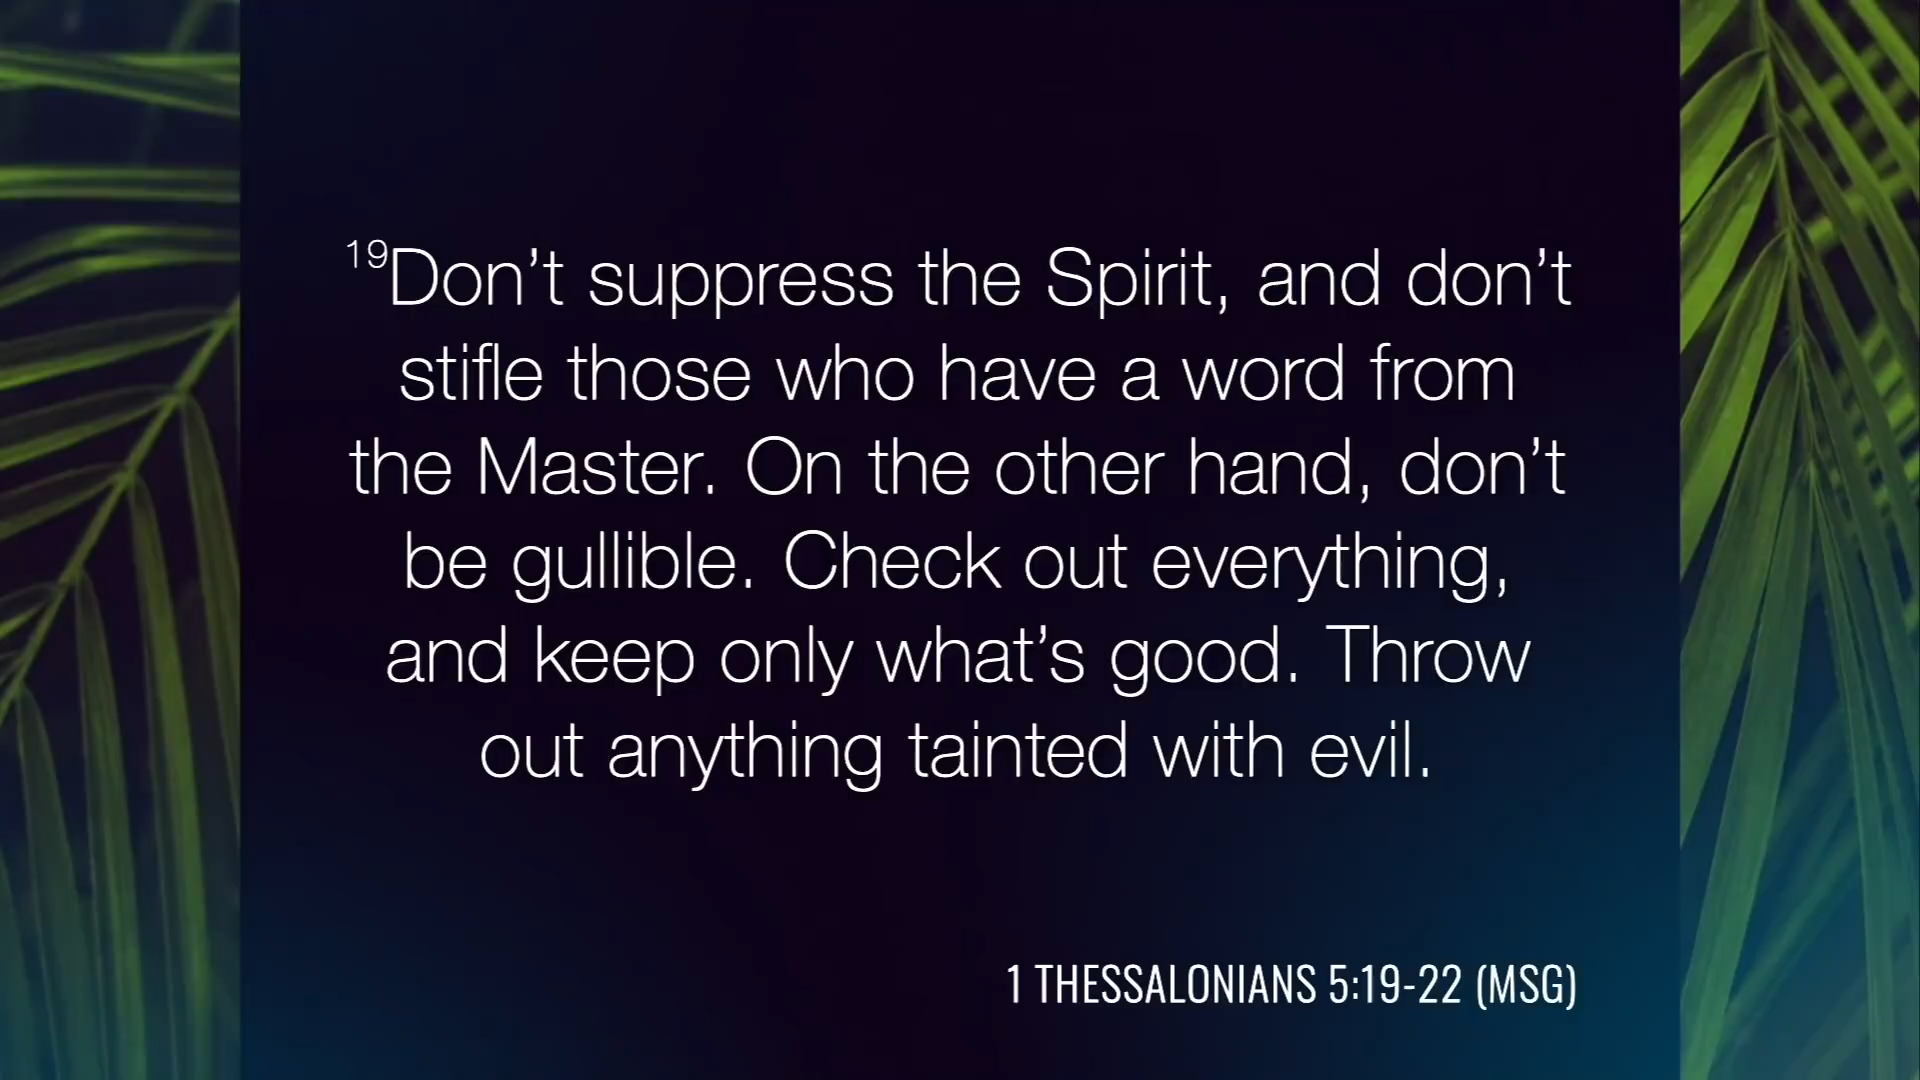 19Don’t suppress the Spirit, and don’t
stifle those who have a word from
the Master. On the other hand, don’t
be gullible. Check out everything,
and keep only what’s good. Throw
out anything tainted with evil.
1 THESSALONIANS 5:19-22 (MSG)